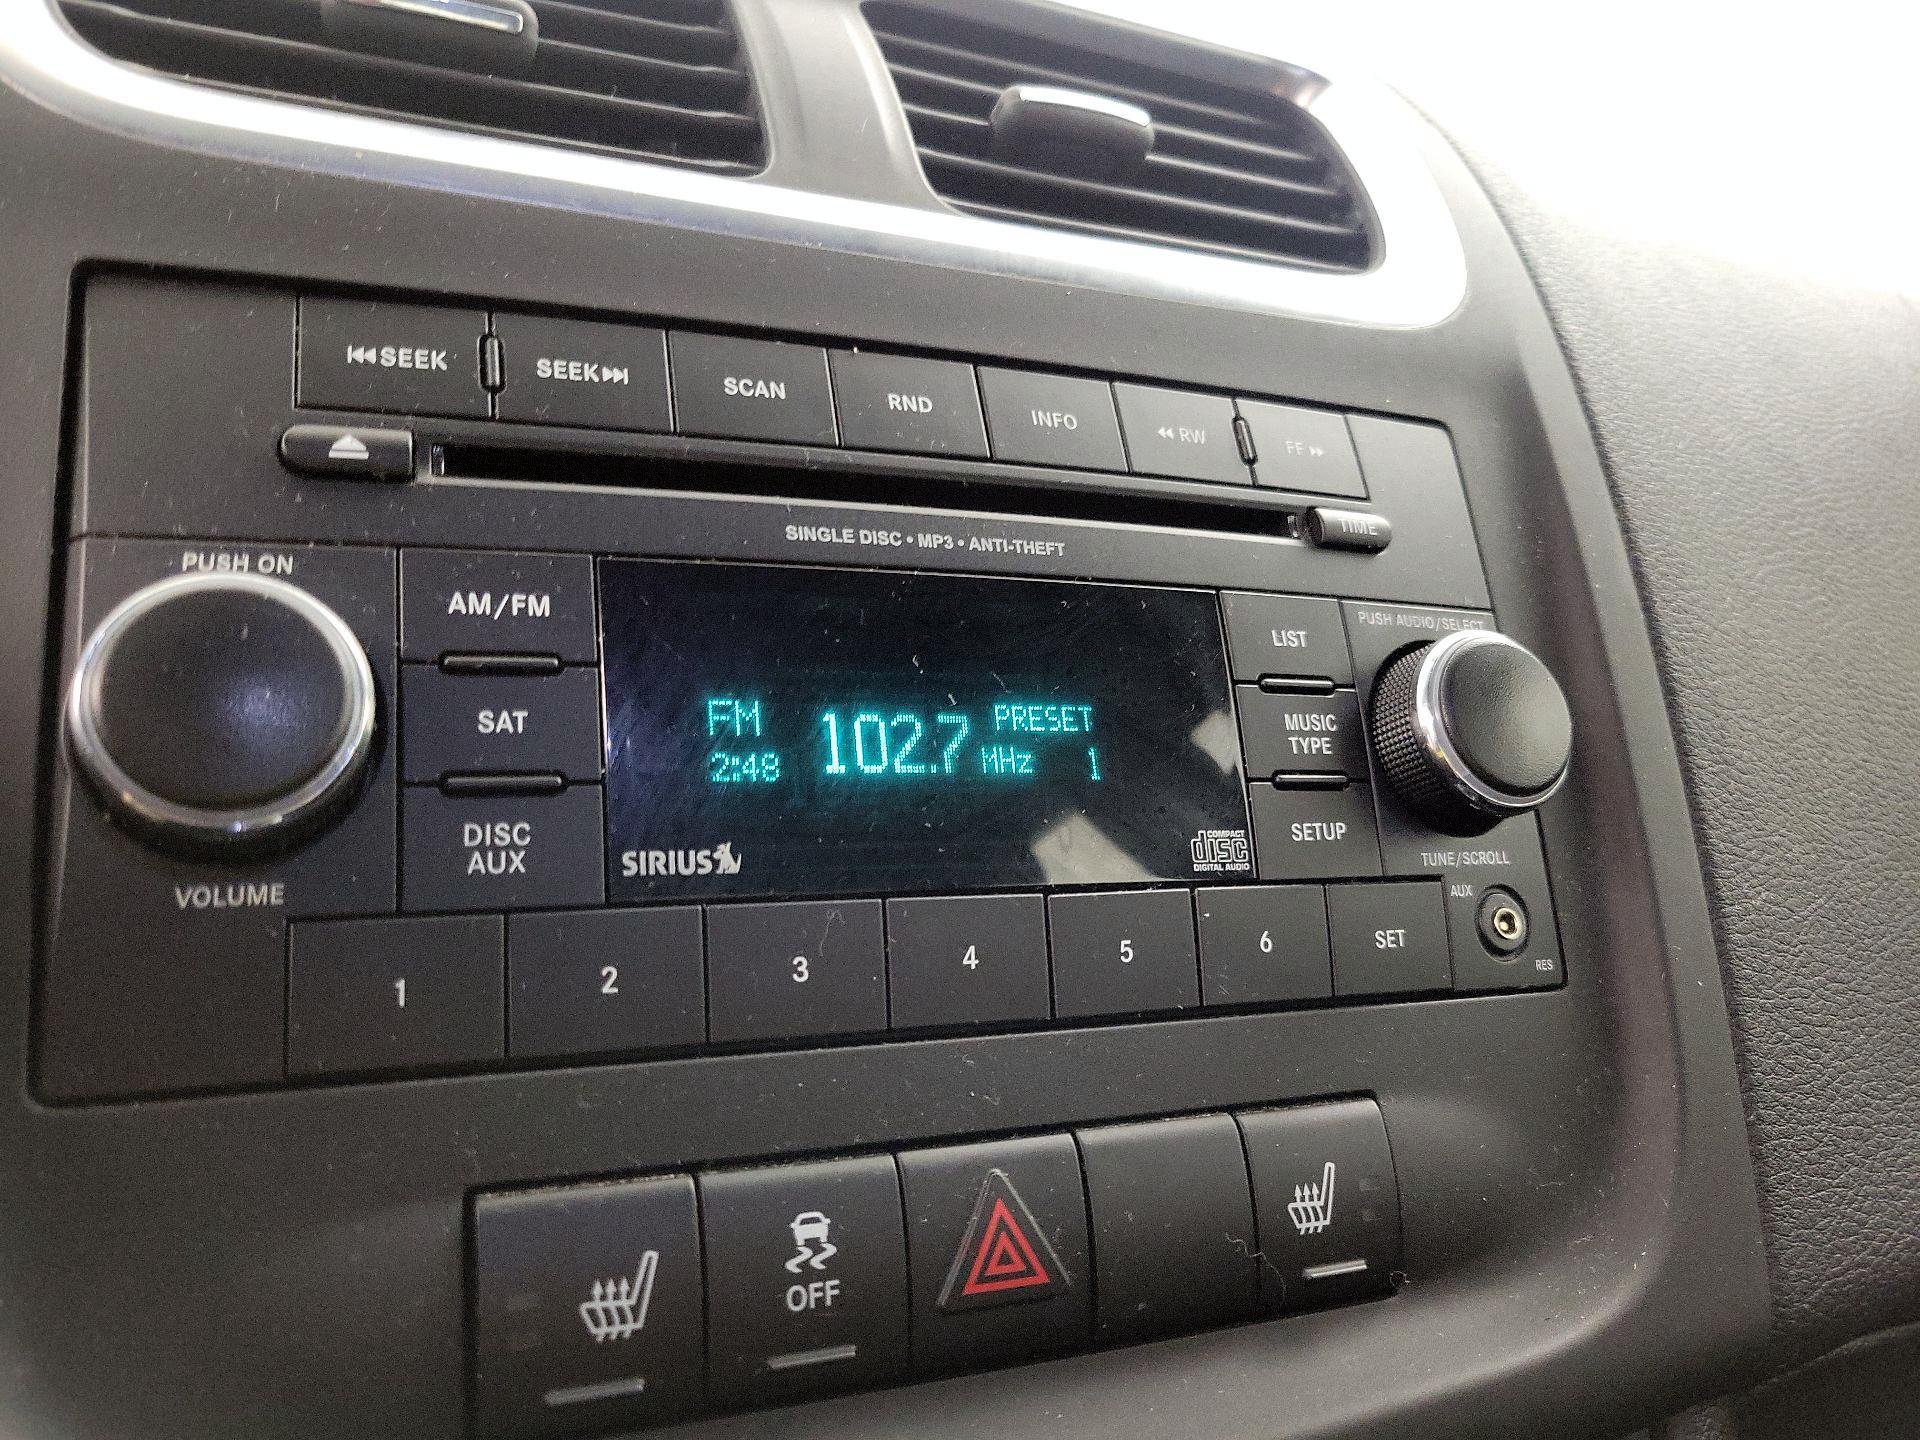 SEEK
SEEK
SCAN
RND
INFO
RW
FF
TIME
SINGLE DISC • MP3 • ANTI-THEFT
PUSH ON
VOLUME
AM/FM
SAT
DISC
AUX
FM 102.7 PRESET
2:48 MHz 1
SIRIUS
COMPACT
disc
DIGITAL AUDIO
LIST
MUSIC
TYPE
SETUP
PUSH AUDIO/SELECT
TUNE/SCROLL
AUX
RES
1
2
3
4
5
6
SET
OFF